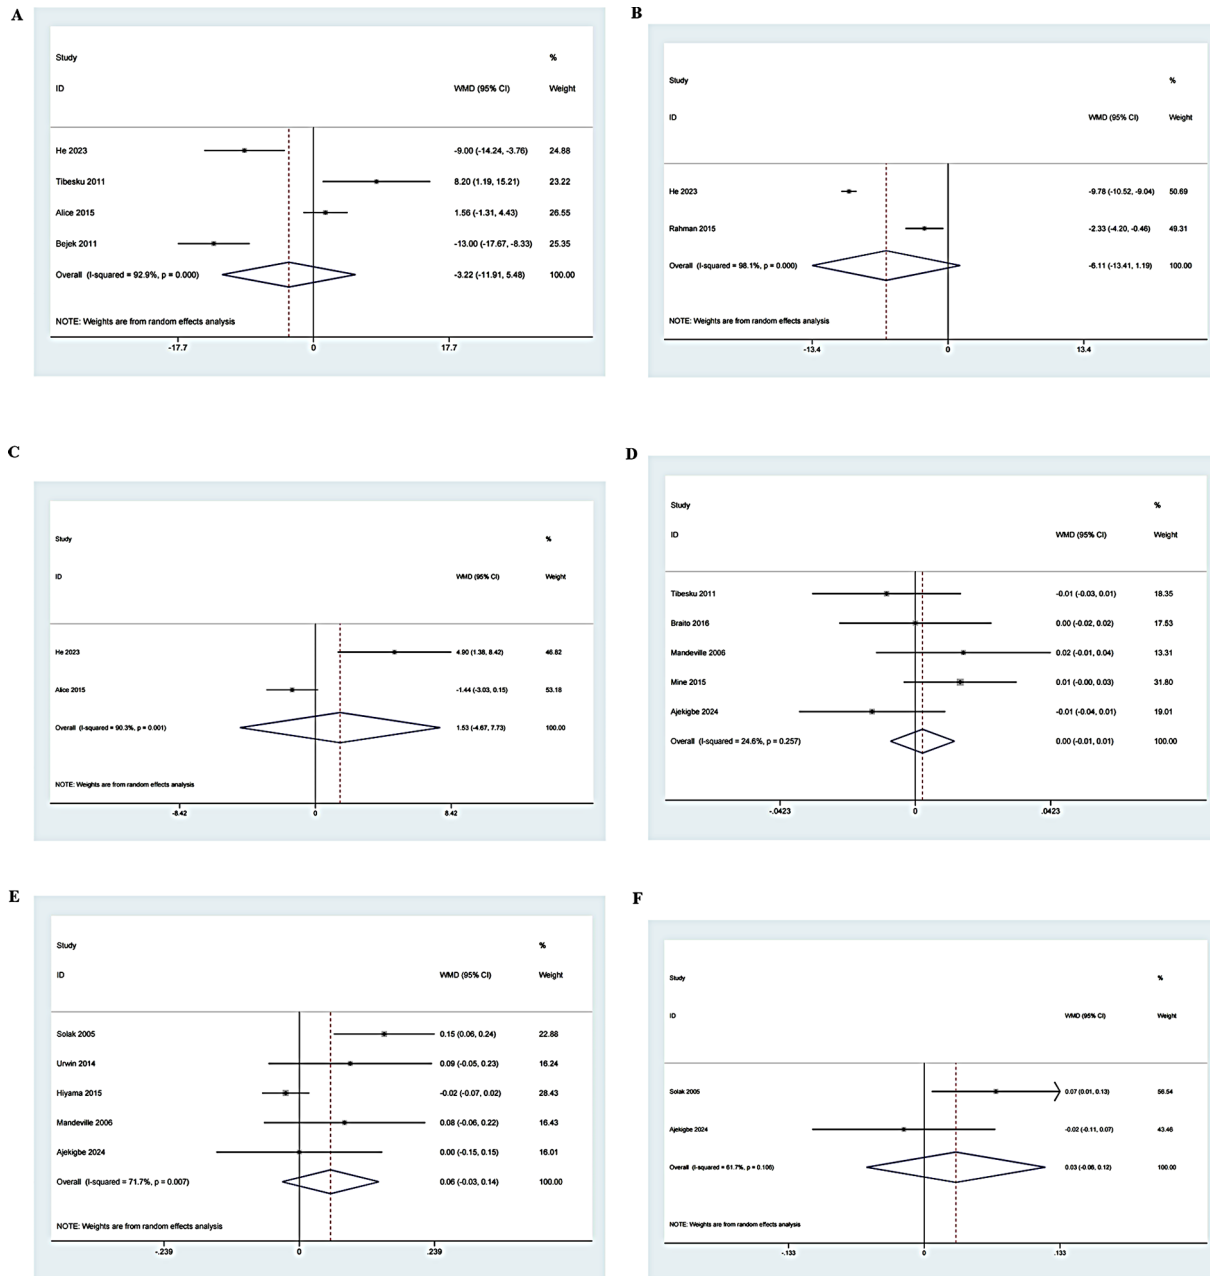 A
Study %
ID WMD (95% CI) Weight
He 2023 -9.00 (-14.24, -3.76) 24.88
Tibesku 2011 8.20 (1.19, 15.21) 23.22
Alice 2015 1.56 (-1.31, 4.43) 26.55
Bejek 2011 -13.00 (-17.67, -8.33) 25.35
Overall (I-squared = 92.9%, p = 0.000) -3.22 (-11.91, 5.48) 100.00
NOTE: Weights are from random effects analysis
-17.7 0 17.7
B
Study %
ID WMD (95% CI) Weight
He 2023 -9.78 (-10.52, -9.04) 50.69
Rahman 2015 -2.33 (-4.20, -0.46) 49.31
Overall (I-squared = 98.1%, p = 0.000) -6.11 (-13.41, 1.19) 100.00
NOTE: Weights are from random effects analysis
-13.4 0 13.4
C
Study %
ID WMD (95% CI) Weight
He 2023 4.90 (1.38, 8.42) 46.82
Alice 2015 -1.44 (-3.03, 0.15) 53.18
Overall (I-squared = 90.3%, p = 0.001) 1.53 (-4.67, 7.73) 100.00
NOTE: Weights are from random effects analysis
-8.42 0 8.42
D
Study %
ID WMD (95% CI) Weight
Tibesku 2011 -0.01 (-0.03, 0.01) 18.35
Braito 2016 0.00 (-0.02, 0.02) 17.53
Mandeville 2006 0.02 (-0.01, 0.04) 13.31
Mine 2015 0.01 (-0.00, 0.03) 31.80
Ajekigbe 2024 -0.01 (-0.04, 0.01) 19.01
Overall (I-squared = 24.6%, p = 0.257) 0.00 (-0.01, 0.01) 100.00
-.0423 0 .0423
E
Study %
ID WMD (95% CI) Weight
Solak 2005 0.15 (0.06, 0.24) 22.88
Urwin 2014 0.09 (-0.05, 0.23) 16.24
Hiyama 2015 -0.02 (-0.07, 0.02) 28.43
Mandeville 2006 0.08 (-0.06, 0.22) 16.43
Ajekigbe 2024 0.00 (-0.15, 0.15) 16.01
Overall (I-squared = 71.7%, p = 0.007) 0.06 (-0.03, 0.14) 100.00
NOTE: Weights are from random effects analysis
-.239 0 .239
F
Study %
ID WMD (95% CI) Weight
Solak 2005 0.07 (0.01, 0.13) 56.54
Ajekigbe 2024 -0.02 (-0.11, 0.07) 43.46
Overall (I-squared = 61.7%, p = 0.106) 0.03 (-0.06, 0.12) 100.00
NOTE: Weights are from random effects analysis
-.133 0 .133